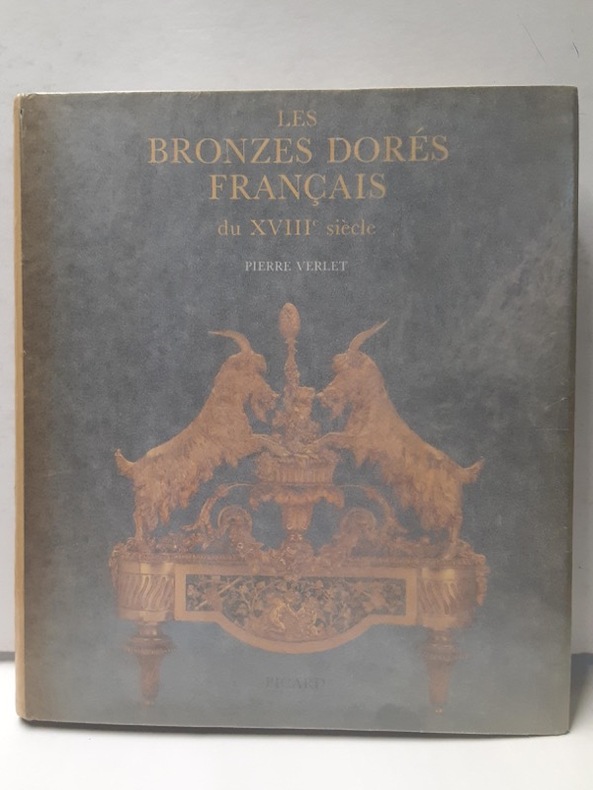 LES
BRONZES DORÉS
FRANÇAIS
du XVIIIᵉ siècle
PIERRE VERLET
PICARD